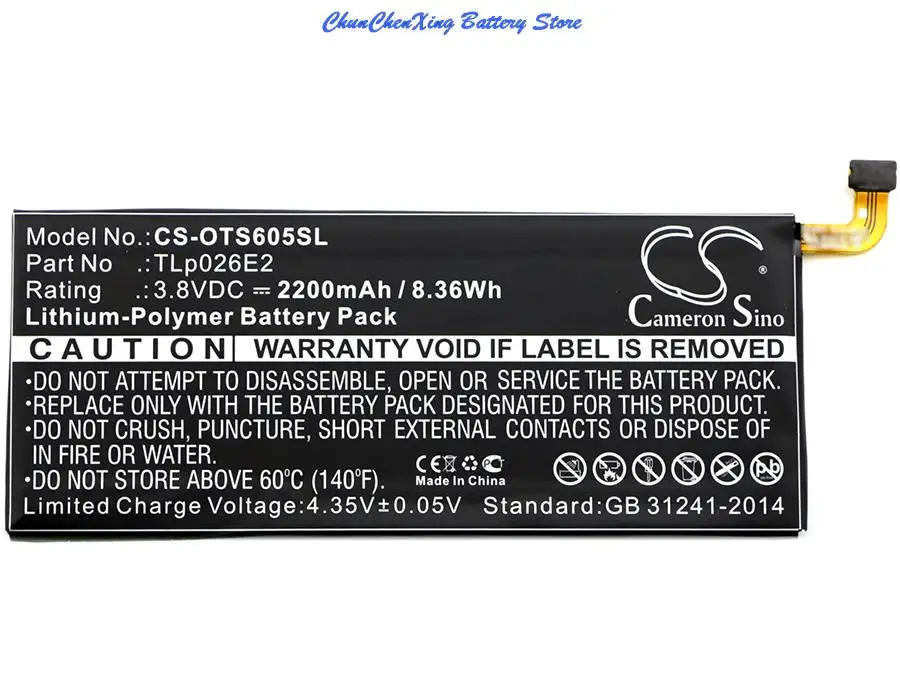 ChunChenXing Battery Store
Model No.:CS-OTS605SL
Part No .:TLp026E2
Rating .:3.8VDC ⎓ 2200mAh / 8.36Wh
Lithium-Polymer Battery Pack
CS
®
Cameron Sino
CAUTION WARRANTY VOID IF LABEL IS REMOVED
•DO NOT ATTEMPT TO DISASSEMBLE, OPEN OR SERVICE THE BATTERY PACK.
•REPLACE ONLY WITH THE BATTERY PACK DESIGNATED FOR THIS PRODUCT.
•DO NOT CRUSH, PUNCTURE, SHORT EXTERNAL CONTACTS OR DISPOSE OF
IN FIRE OR WATER.
•DO NOT STORE ABOVE 60°C (140°F).
CE
Made In China
Pb
Limited Charge Voltage:4.35V±0.05V Standard:GB 31241-2014